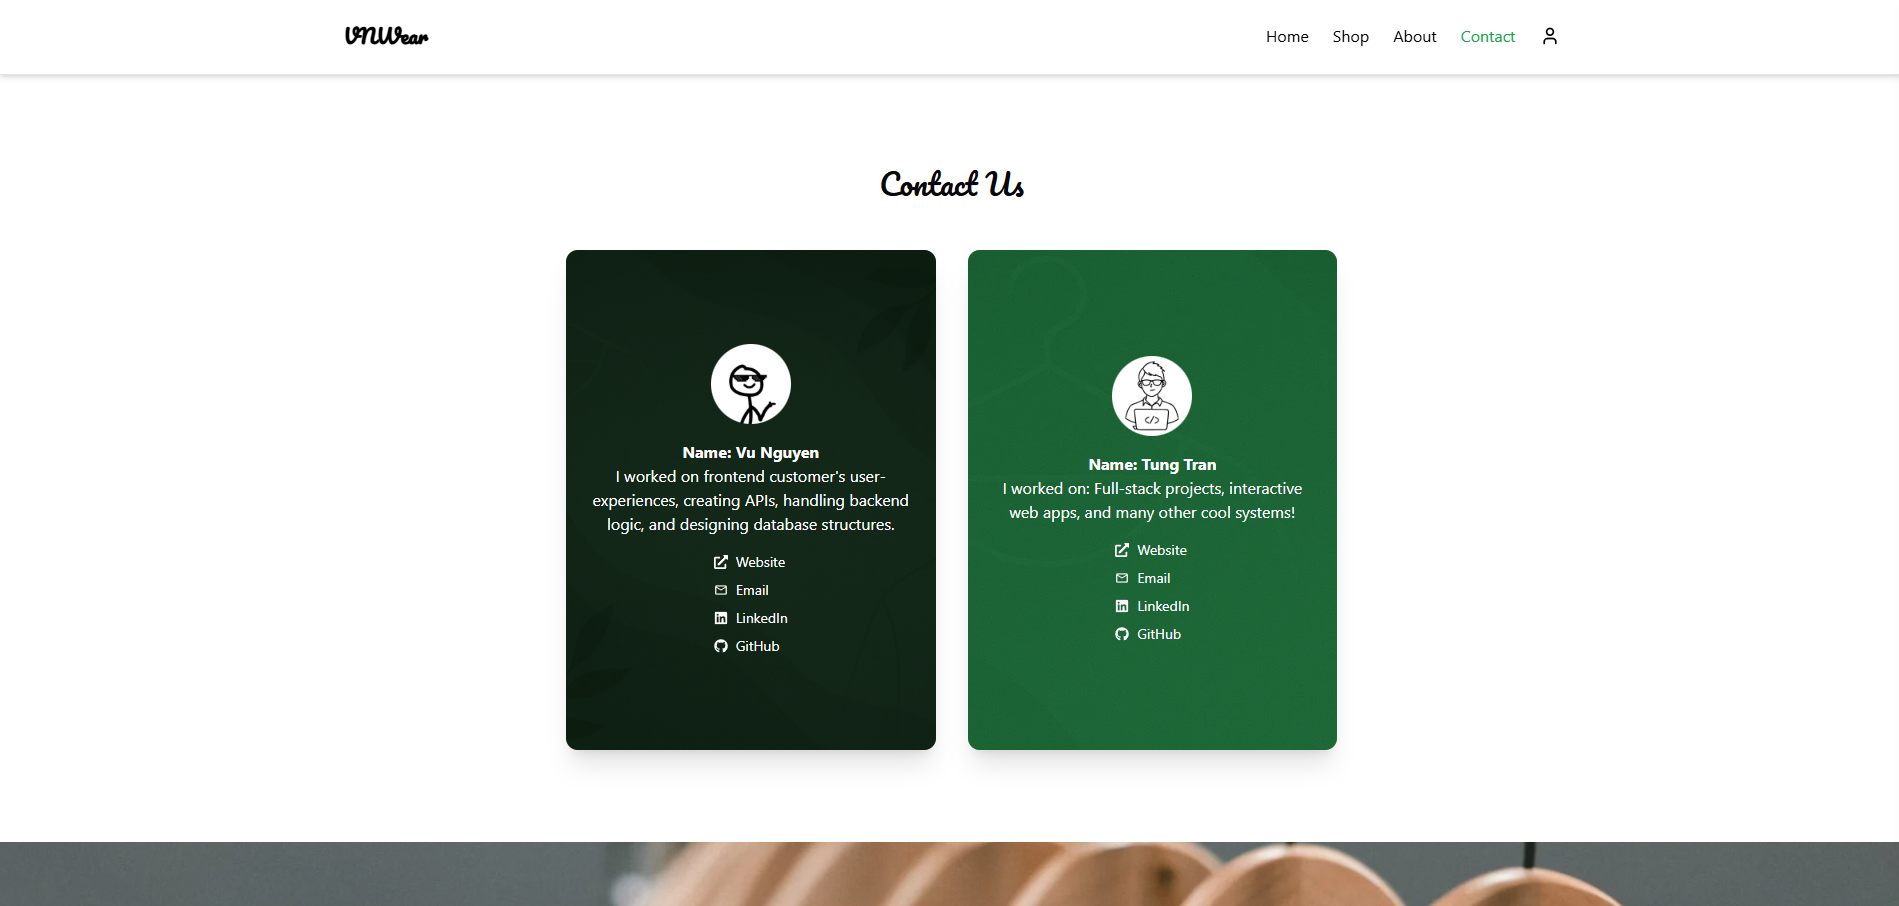 VNWear
Home
Shop
About
Contact
Contact Us
Name: Vu Nguyen
I worked on frontend customer's user-
experiences, creating APIs, handling backend
logic, and designing database structures.
Website
Email
LinkedIn
GitHub
Name: Tung Tran
I worked on: Full-stack projects, interactive
web apps, and many other cool systems!
Website
Email
LinkedIn
GitHub